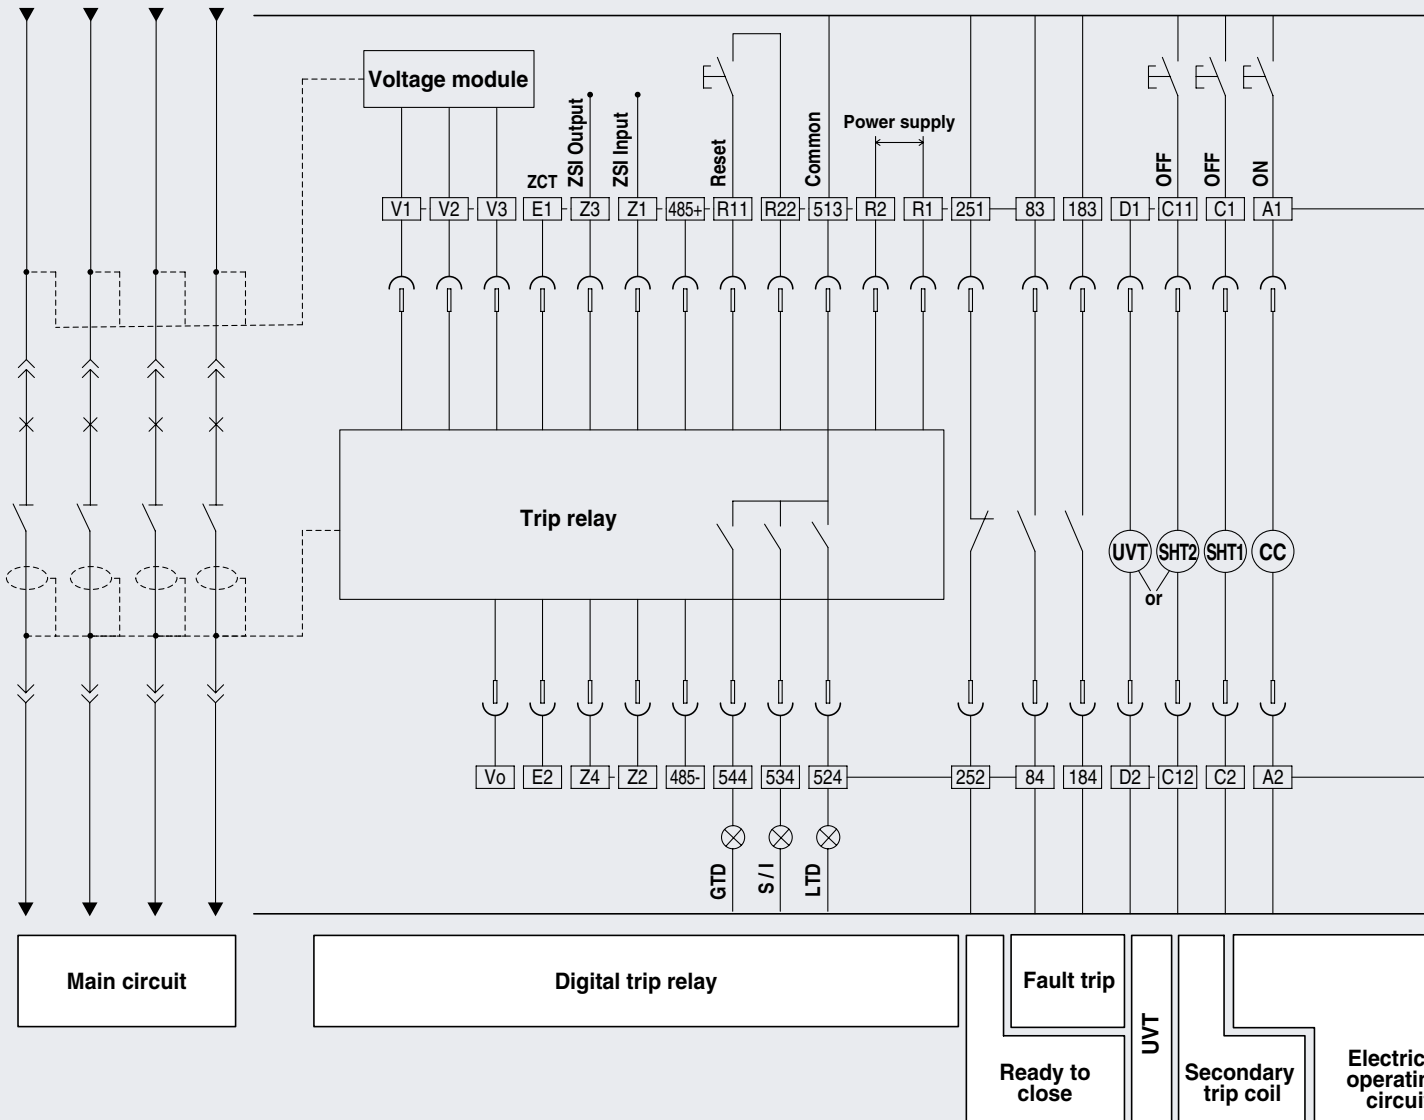 Voltage module
ZSI Output
ZSI Input
Reset
Common
Power supply
OFF
OFF
ON
ZCT
V1 V2 V3 E1 Z3 Z1 485+ R11 R22 513 R2 R1 251 83 183 D1 C11 C1 A1
Trip relay
UVT SHT2 SHT1 CC
or
Vo E2 Z4 Z2 485- 544 534 524 252 84 184 D2 C12 C2 A2
GTD
S / I
LTD
Main circuit
Digital trip relay
Fault trip
UVT
Ready to
close
Secondary
trip coil
Electric
operatin
circui